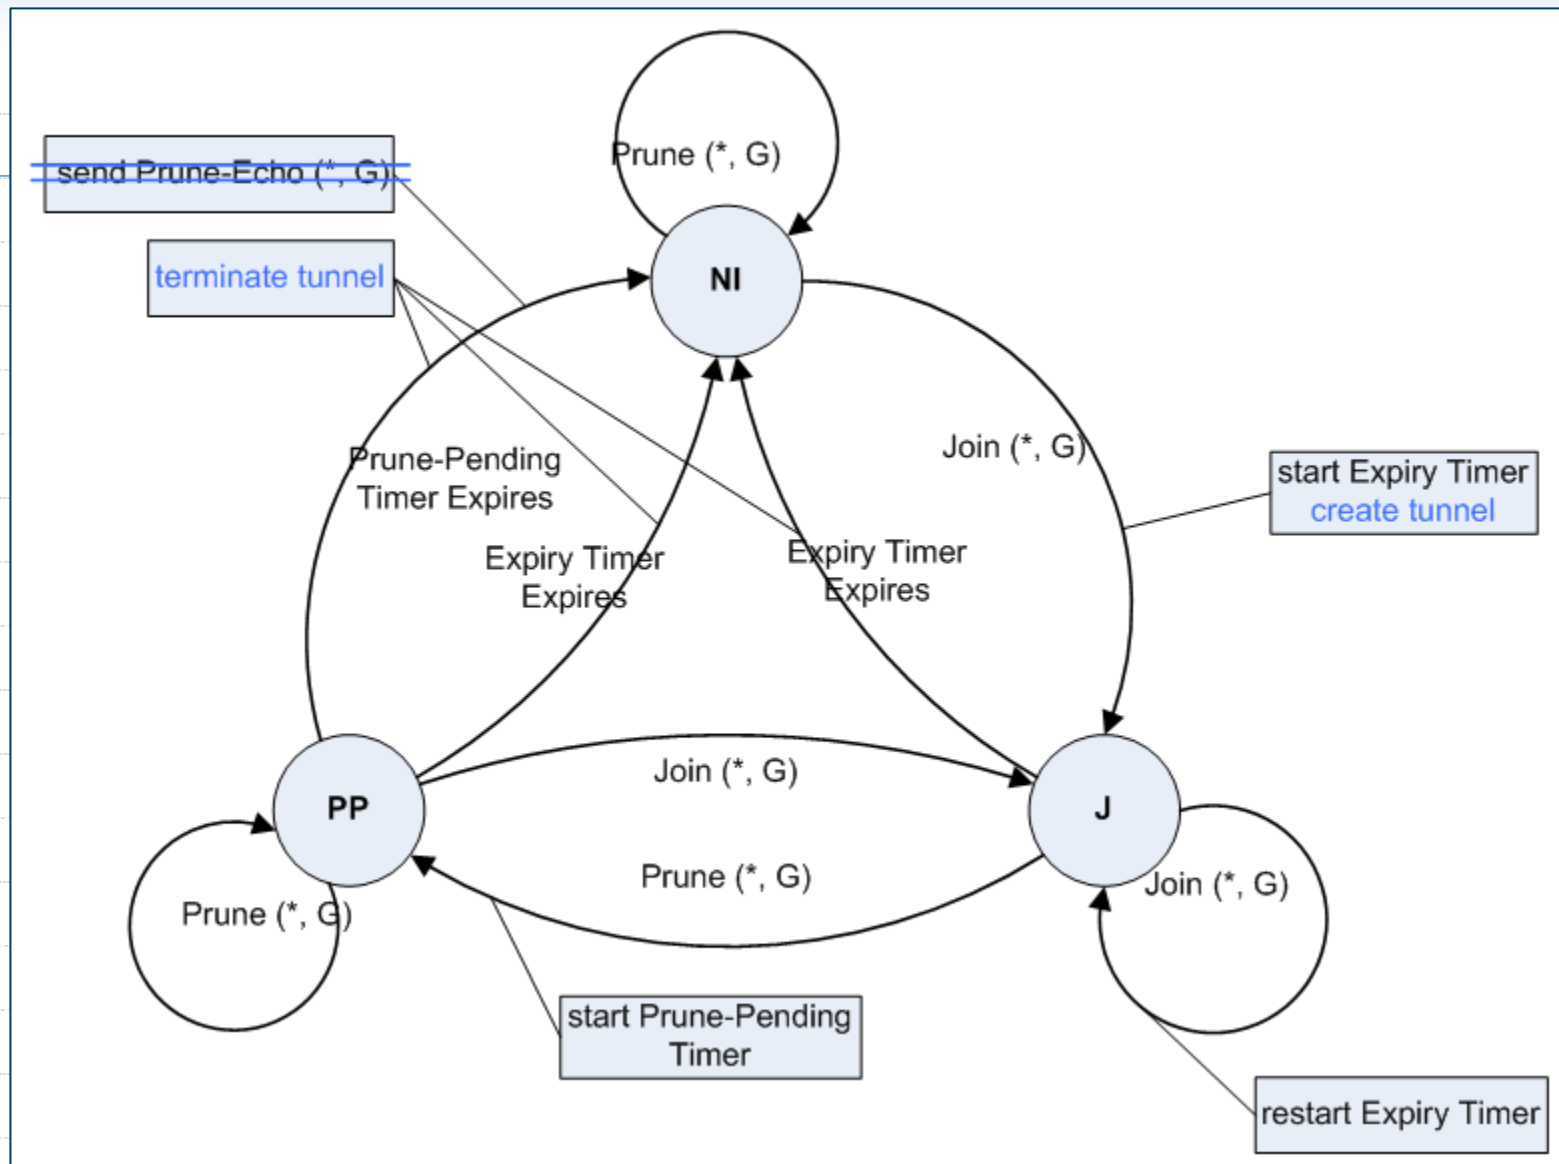 Prune (*, G)
send Prune-Echo (*, G)
terminate tunnel
NI
Join (*, G)
Prune-Pending
Timer Expires
start Expiry Timer
create tunnel
Expiry Timer
Expires
Expiry Timer
Expires
Join (*, G)
PP
J
Prune (*, G)
Join (*, G)
Prune (*, G)
start Prune-Pending
Timer
restart Expiry Timer